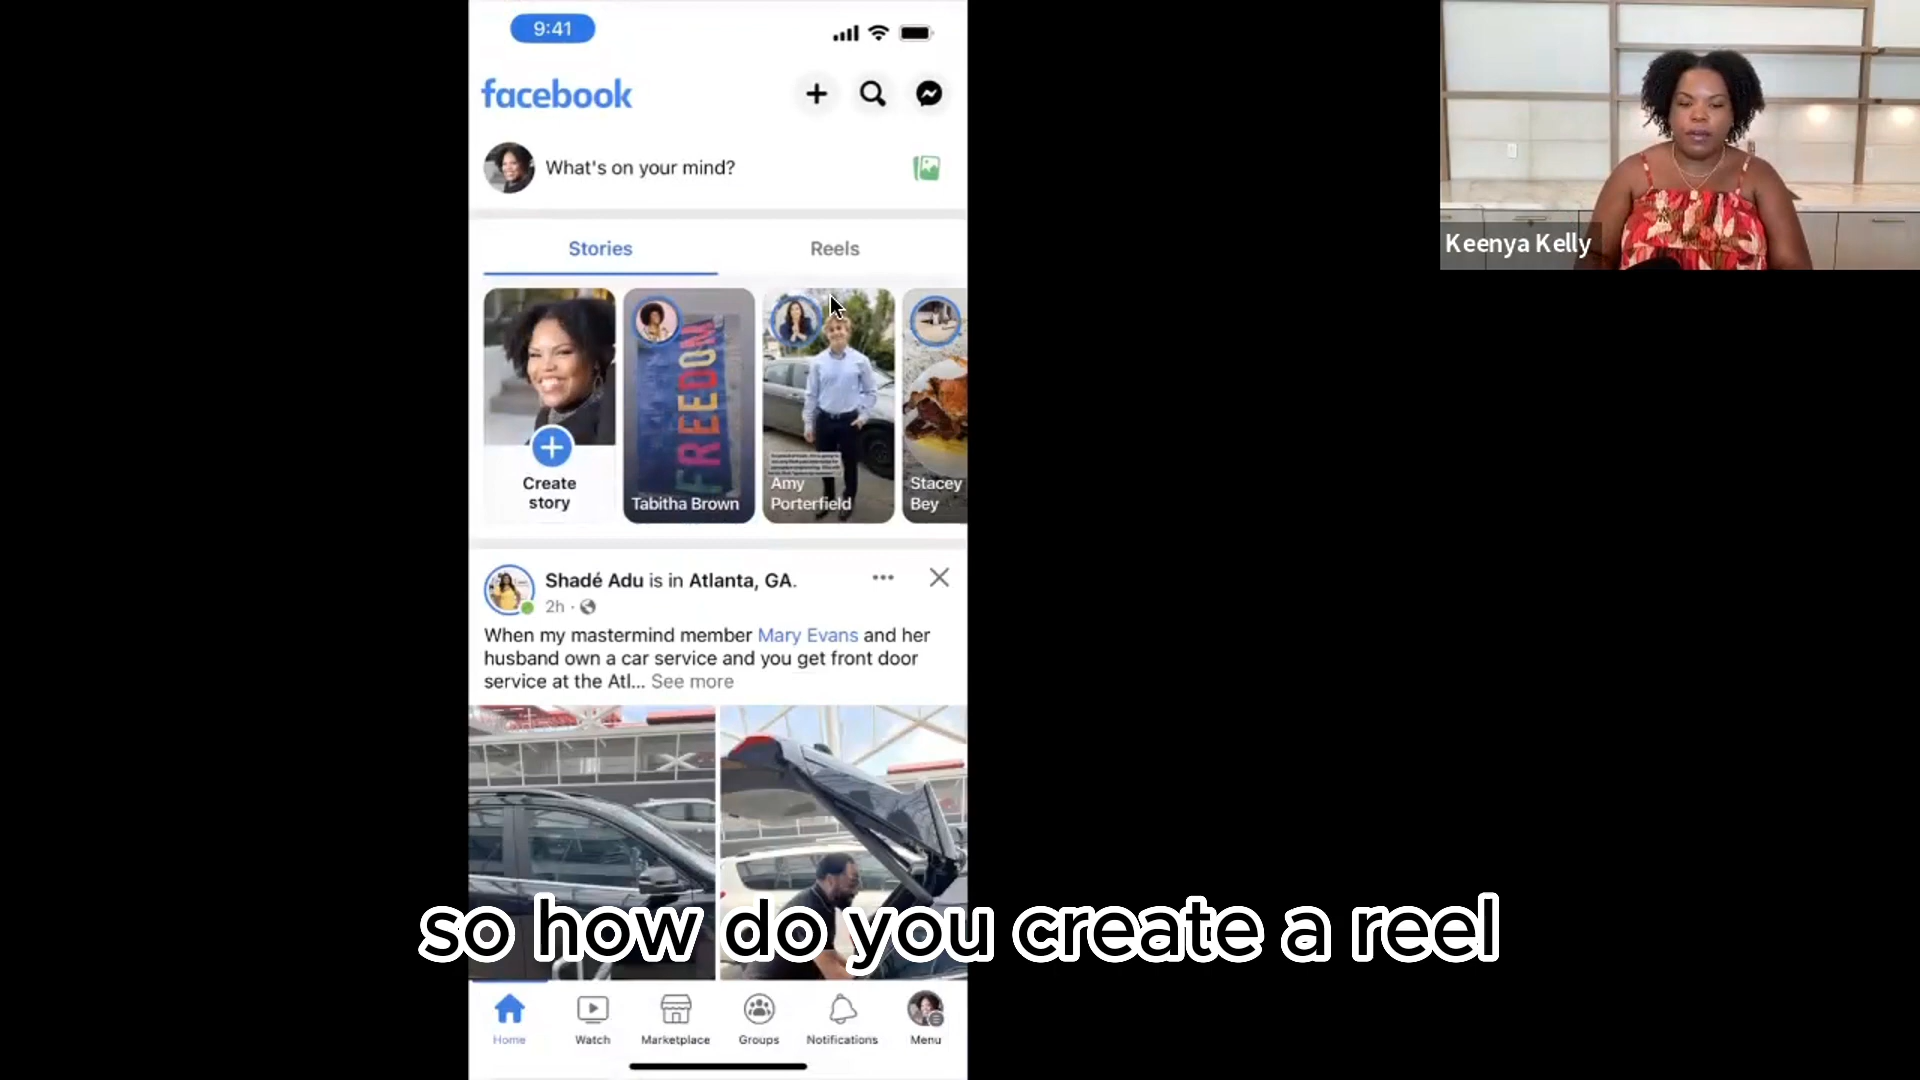 9:41
facebook
What's on your mind?
Stories
Reels
FREEDOM
Create
story
Tabitha Brown
Amy
Porterfield
Stacey
Bey
Shadé Adu is in Atlanta, GA.
2h ·
When my mastermind member Mary Evans and her
husband own a car service and you get front door
service at the Atl... See more
Home
Watch
Marketplace
Groups
Notifications
Menu
Keenya Kelly
so how do you create a reel